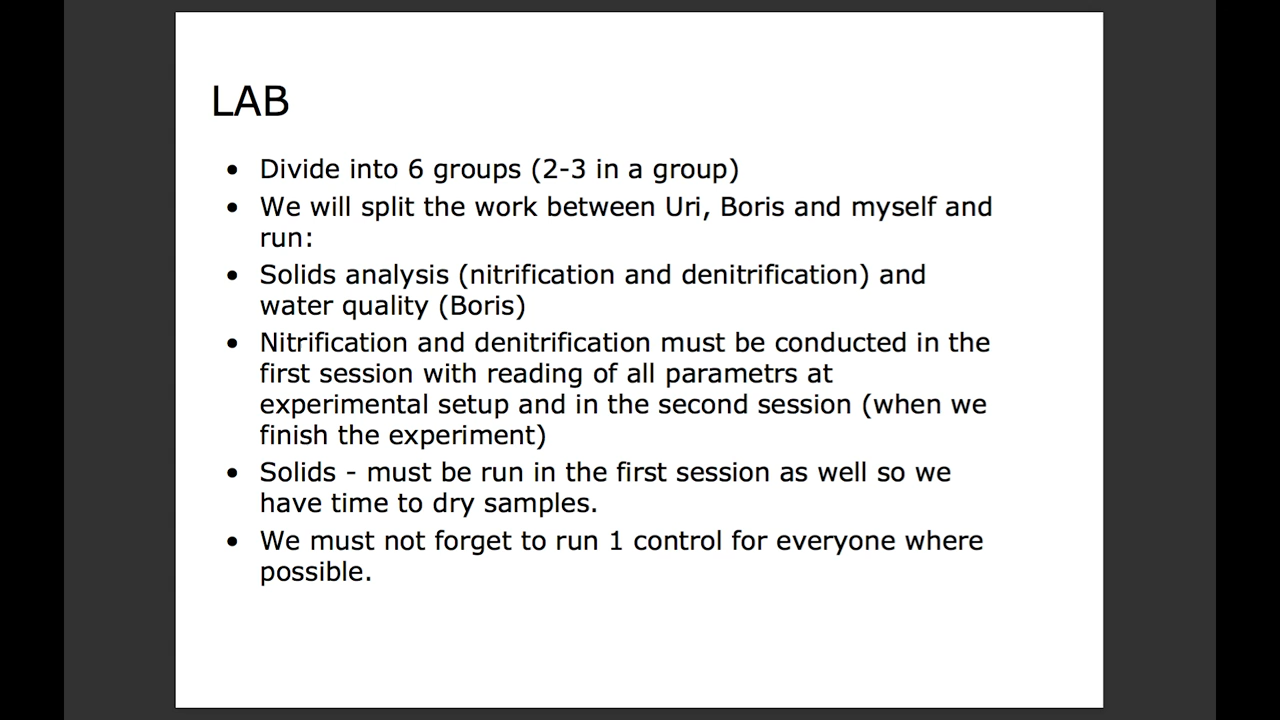 LAB
• Divide into 6 groups (2-3 in a group)
• We will split the work between Uri, Boris and myself and
run:
• Solids analysis (nitrification and denitrification) and
water quality (Boris)
• Nitrification and denitrification must be conducted in the
first session with reading of all parametrs at
experimental setup and in the second session (when we
finish the experiment)
• Solids - must be run in the first session as well so we
have time to dry samples.
• We must not forget to run 1 control for everyone where
possible.